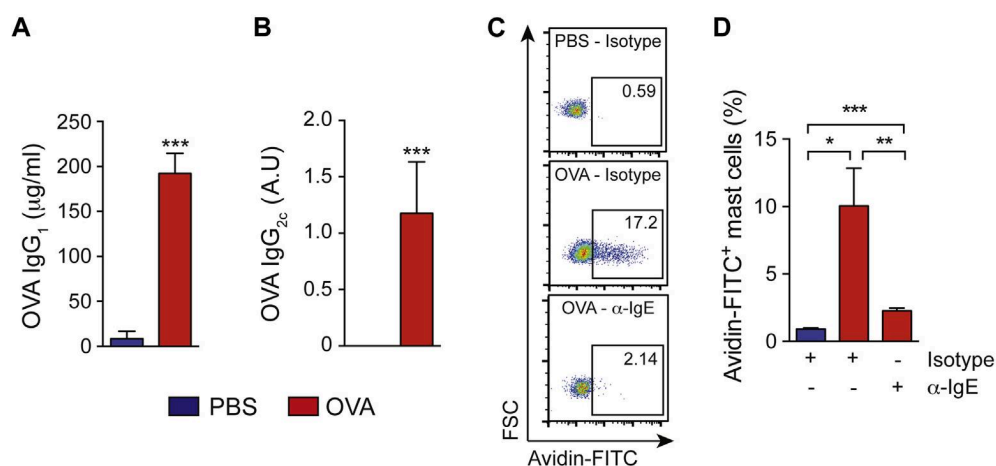 A
B
C
D
OVA IgG1 (μg/ml)
250
200
150
100
50
0
***
OVA IgG2c (A.U)
2.0
1.5
1.0
0.5
0.0
***
PBS
OVA
PBS - Isotype
0.59
OVA - Isotype
17.2
OVA - α-IgE
2.14
FSC
Avidin-FITC
Avidin-FITC+ mast cells (%)
15
10
5
0
***
* **
+ + - Isotype
- - + α-IgE